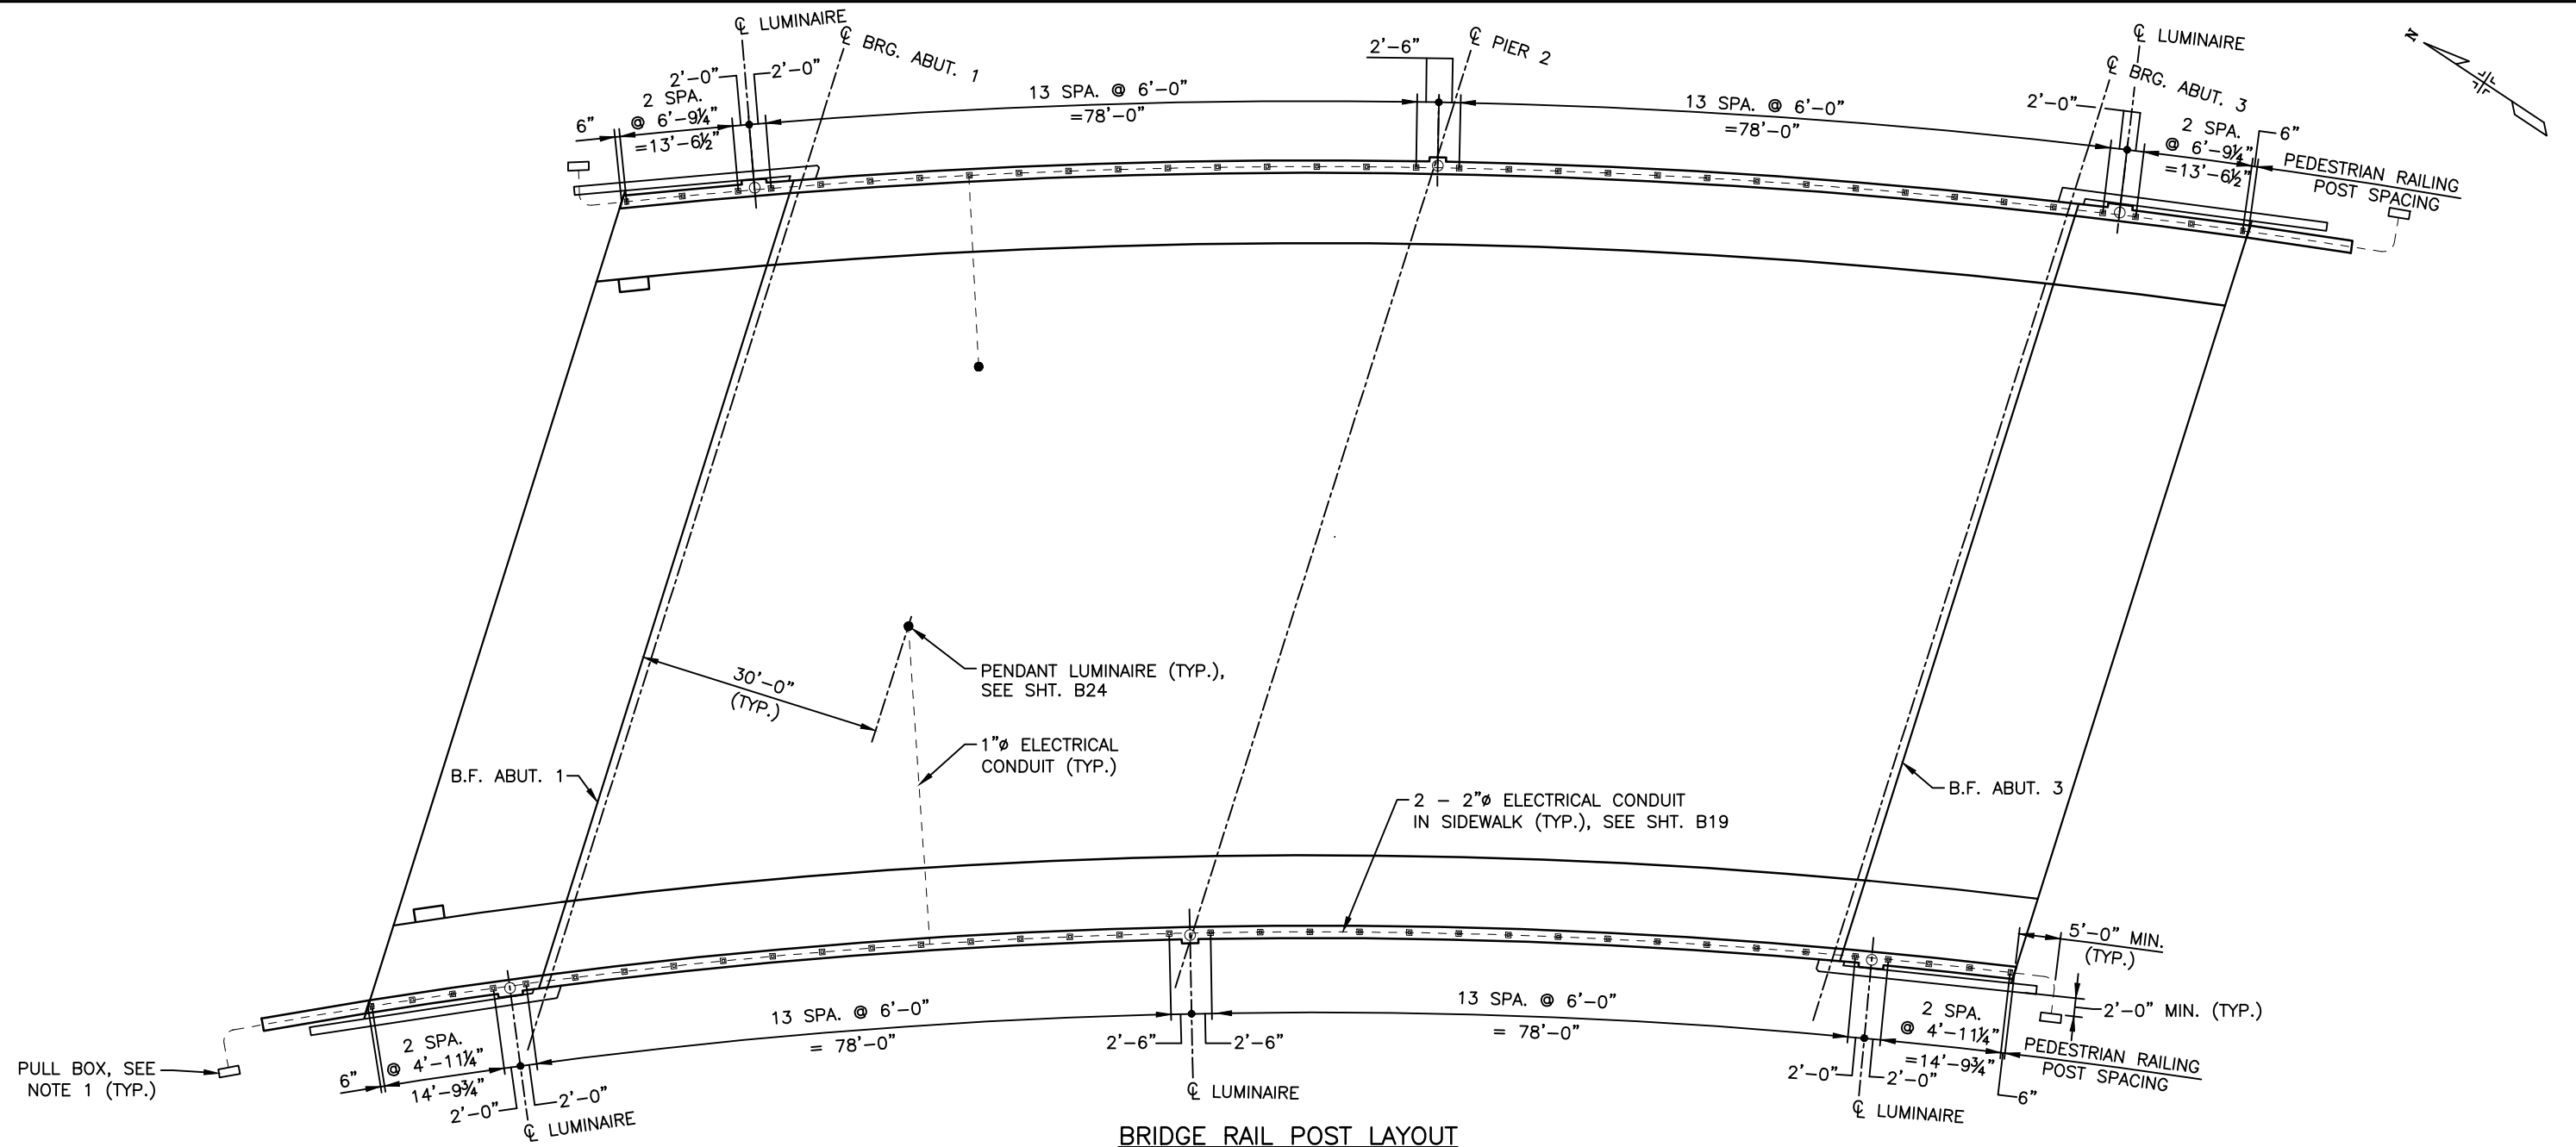 ℄ LUMINAIRE
℄ BRG. ABUT. 1
2'-0"
2'-0"
2 SPA.
@ 6'-9¼"
=13'-6½"
6"
13 SPA. @ 6'-0"
=78'-0"
2'-6"
℄ PIER 2
13 SPA. @ 6'-0"
=78'-0"
℄ LUMINAIRE
℄ BRG. ABUT. 3
2'-0"
2 SPA.
@ 6'-9¼"
=13'-6½"
6"
PEDESTRIAN RAILING
POST SPACING
N
30'-0"
(TYP.)
PENDANT LUMINAIRE (TYP.),
SEE SHT. B24
1"ø ELECTRICAL
CONDUIT (TYP.)
B.F. ABUT. 1
2 - 2"ø ELECTRICAL CONDUIT
IN SIDEWALK (TYP.), SEE SHT. B19
B.F. ABUT. 3
5'-0" MIN.
(TYP.)
2'-0" MIN. (TYP.)
PULL BOX, SEE
NOTE 1 (TYP.)
6"
2 SPA.
@ 4'-11¼"
14'-9¾"
2'-0"
2'-0"
℄ LUMINAIRE
13 SPA. @ 6'-0"
= 78'-0"
2'-6"
2'-6"
℄ LUMINAIRE
13 SPA. @ 6'-0"
= 78'-0"
2'-0"
2'-0"
℄ LUMINAIRE
2 SPA.
@ 4'-11¼"
=14'-9¾"
6"
PEDESTRIAN RAILING
POST SPACING
BRIDGE RAIL POST LAYOUT